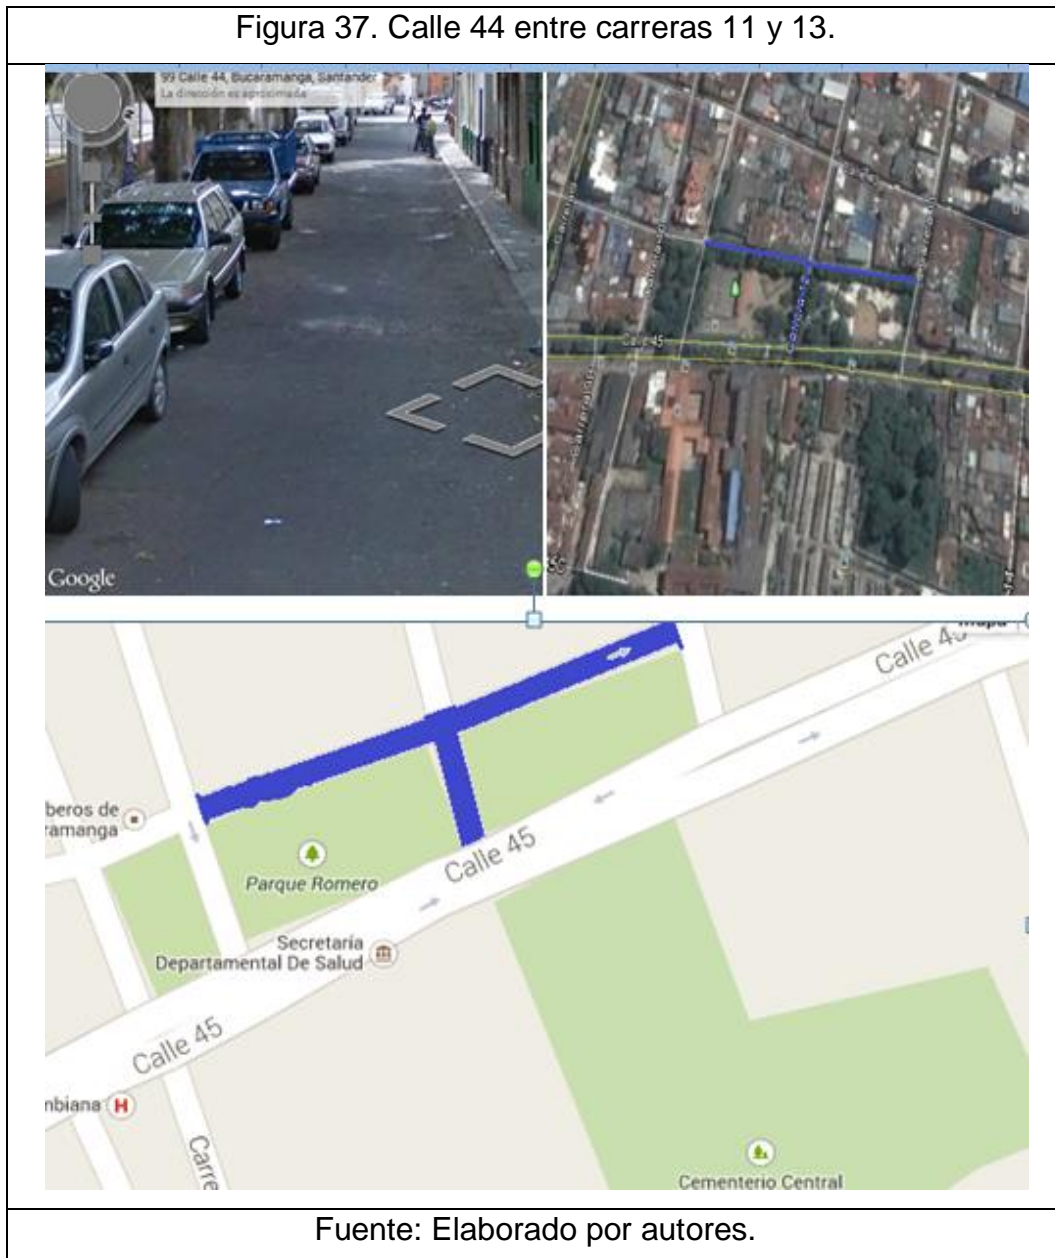 Figura 37. Calle 44 entre carreras 11 y 13.
99 Calle 44, Bucaramanga, Santander
La dirección es aproximada
Google
Calle 45
Calle 45
beros de
ramanga
Parque Romero
Calle 45
Secretaría
Departamental De Salud
Calle 45
nbiana H
Carre
Cementerio Central
Fuente: Elaborado por autores.